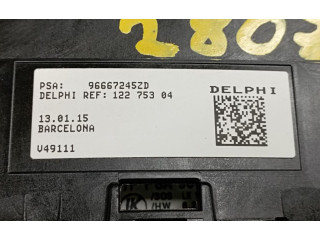 PSA: 96667245ZD
DELPHI REF: 122 753 04
DELPHI
13.01.15
BARCELONA
V49111